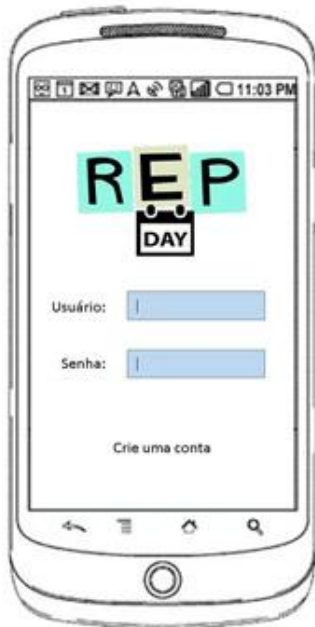 11:03 PM
REP
DAY
Usuário:
Senha:
Crie uma conta